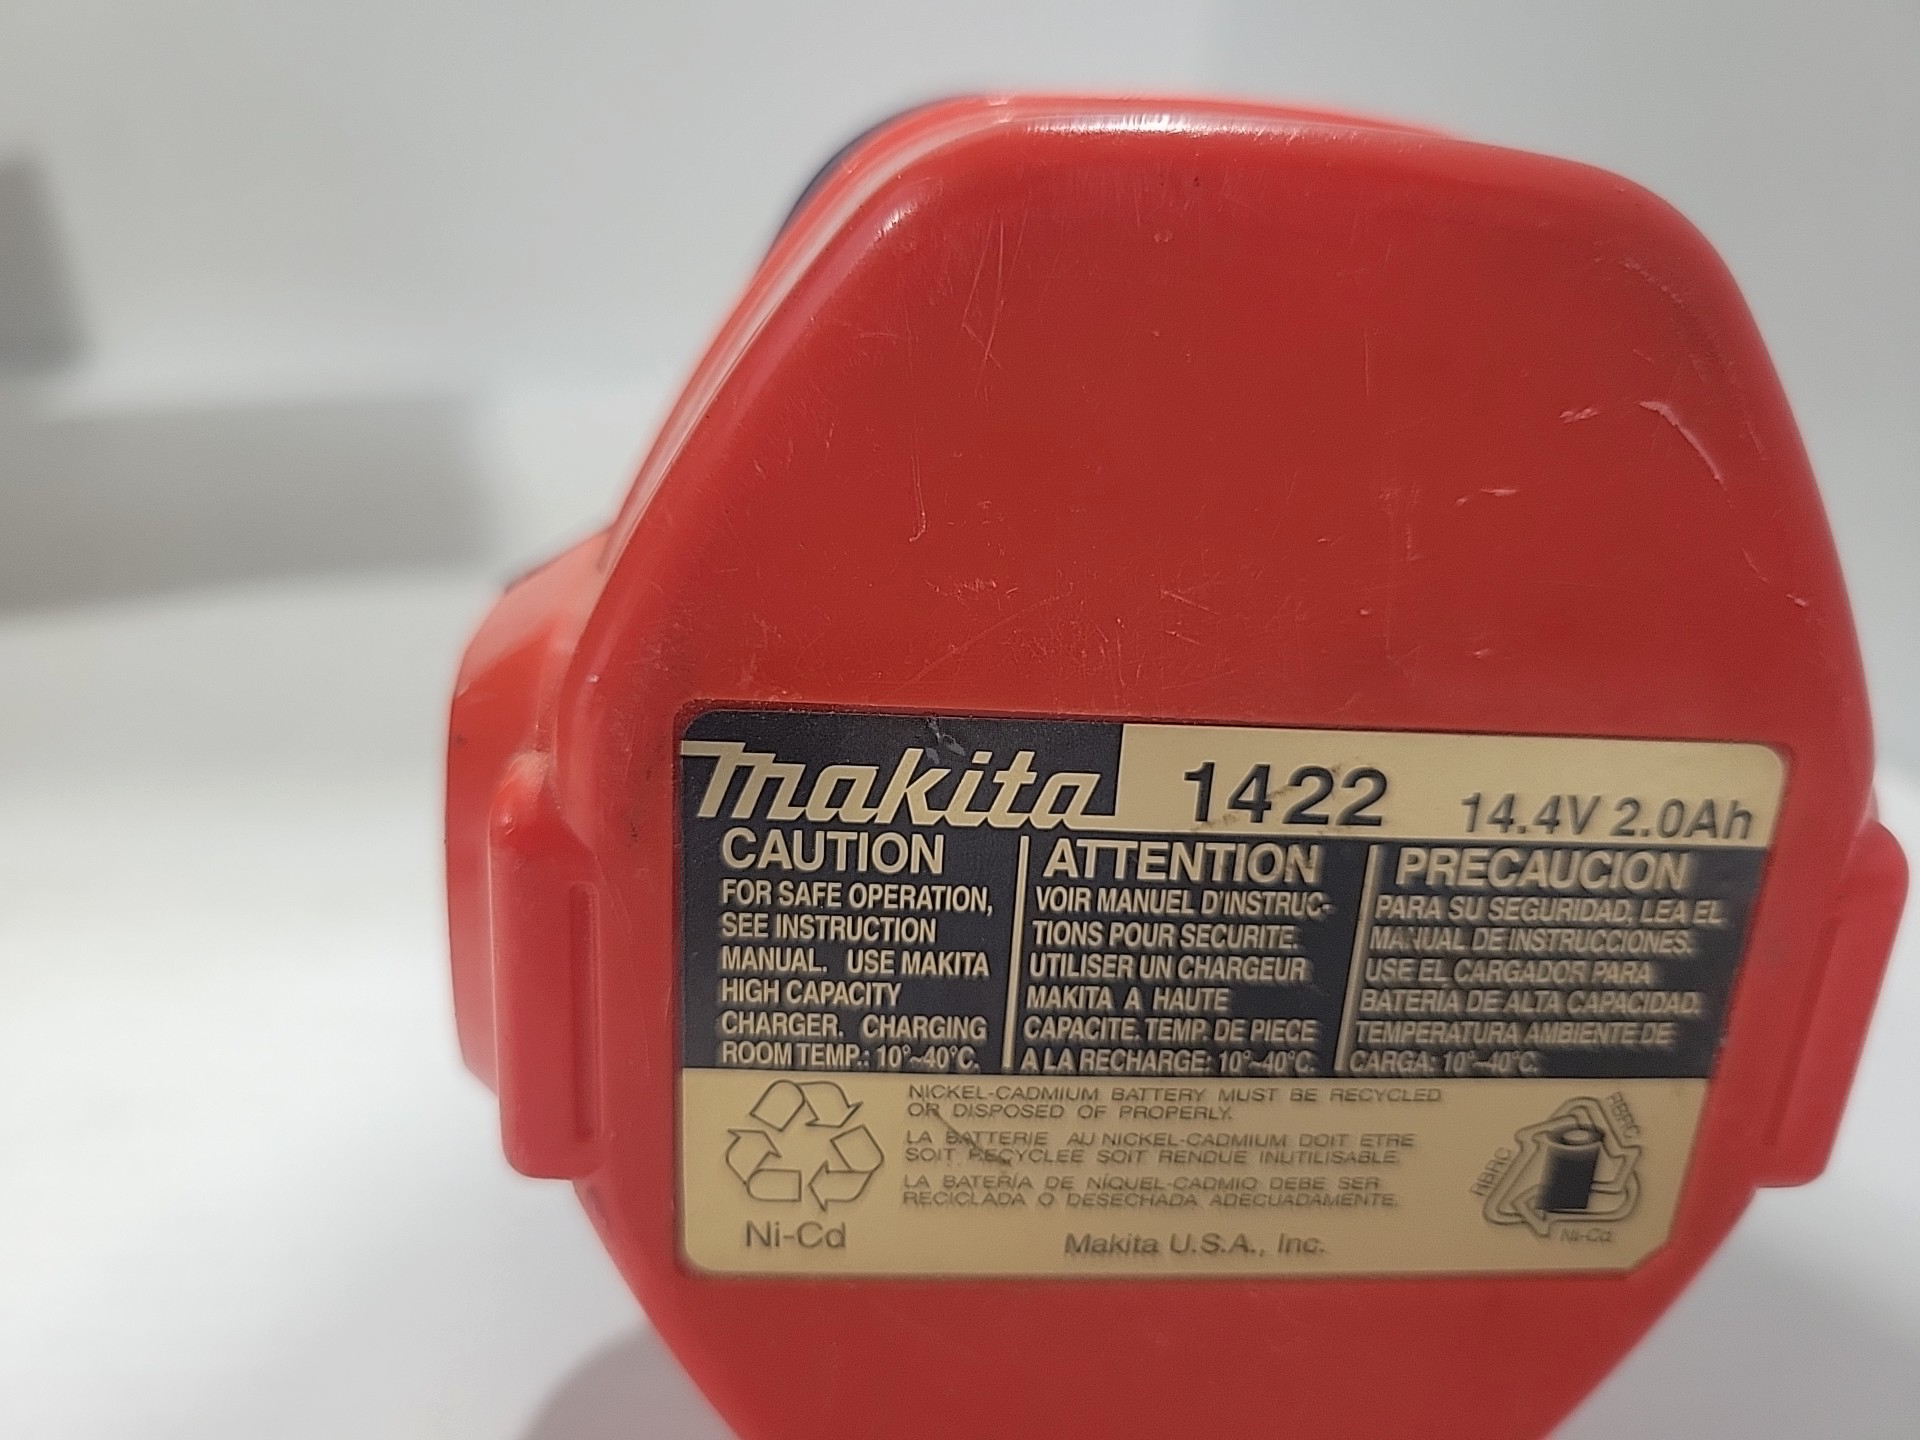 makita 1422 14.4V 2.0Ah
CAUTION
FOR SAFE OPERATION,
SEE INSTRUCTION
MANUAL. USE MAKITA
HIGH CAPACITY
CHARGER. CHARGING
ROOM TEMP.: 10°~40°C.
ATTENTION
VOIR MANUEL D'INSTRUC-
TIONS POUR SECURITE.
UTILISER UN CHARGEUR
MAKITA A HAUTE
CAPACITE. TEMP. DE PIECE
A LA RECHARGE: 10°~40°C.
PRECAUCION
PARA SU SEGURIDAD, LEA EL
MANUAL DE INSTRUCCIONES.
USE EL CARGADOR PARA
BATERIA DE ALTA CAPACIDAD.
TEMPERATURA AMBIENTE DE
CARGA: 10°~40°C.
Ni-Cd
NICKEL-CADMIUM BATTERY MUST BE RECYCLED
OR DISPOSED OF PROPERLY.
LA BATTERIE AU NICKEL-CADMIUM DOIT ETRE
SOIT RECYCLEE SOIT RENDUE INUTILISABLE.
LA BATERÍA DE NÍQUEL-CADMIO DEBE SER
RECICLADA O DESECHADA ADECUADAMENTE.
Makita U.S.A., Inc.
RBRC
RBRC
Ni-Cd